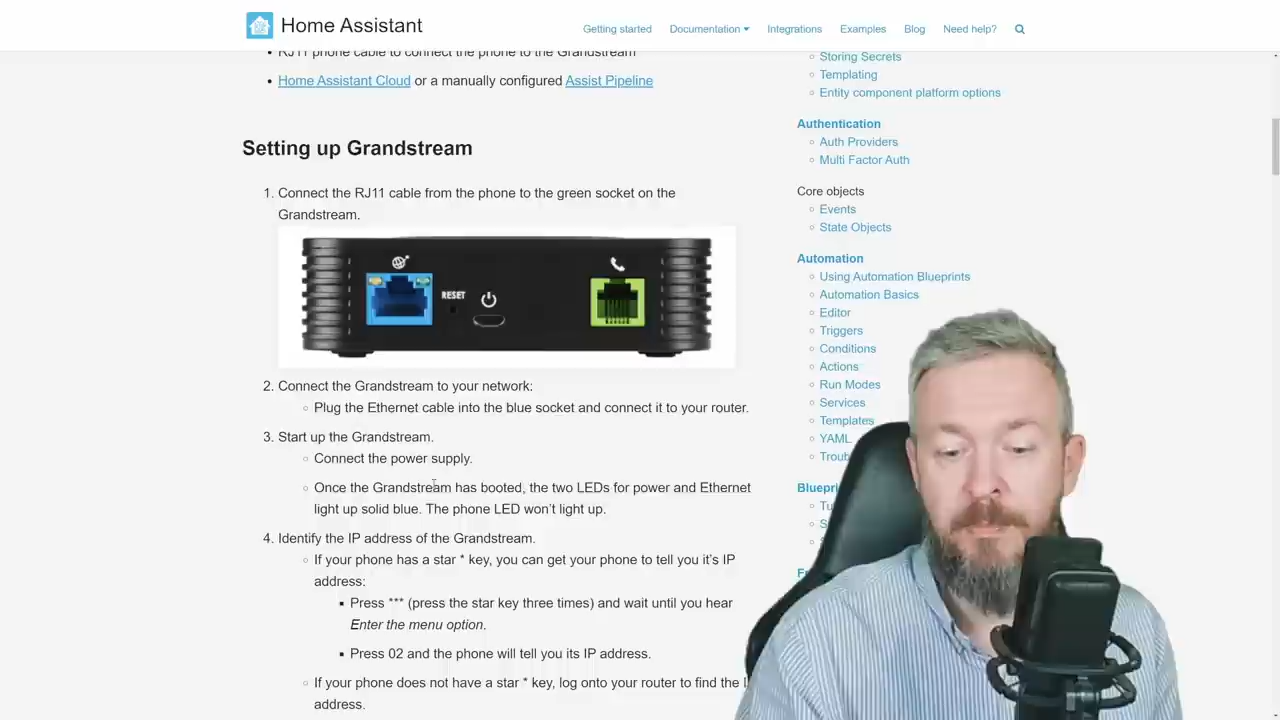 Home Assistant
Getting started
Documentation
Integrations
Examples
Blog
Need help?
RJ11 phone cable to connect the phone to the Grandstream
Home Assistant Cloud or a manually configured Assist Pipeline
Setting up Grandstream
1. Connect the RJ11 cable from the phone to the green socket on the
Grandstream.
RESET
2. Connect the Grandstream to your network:
Plug the Ethernet cable into the blue socket and connect it to your router.
3. Start up the Grandstream.
Connect the power supply.
Once the Grandstream has booted, the two LEDs for power and Ethernet
light up solid blue. The phone LED won't light up.
4. Identify the IP address of the Grandstream.
If your phone has a star * key, you can get your phone to tell you it's IP
address:
Press *** (press the star key three times) and wait until you hear
Enter the menu option.
Press 02 and the phone will tell you its IP address.
If your phone does not have a star * key, log onto your router to find the
address.
Storing Secrets
Templating
Entity component platform options
Authentication
Auth Providers
Multi Factor Auth
Core objects
Events
State Objects
Automation
Using Automation Blueprints
Automation Basics
Editor
Triggers
Conditions
Actions
Run Modes
Services
Templates
YAML